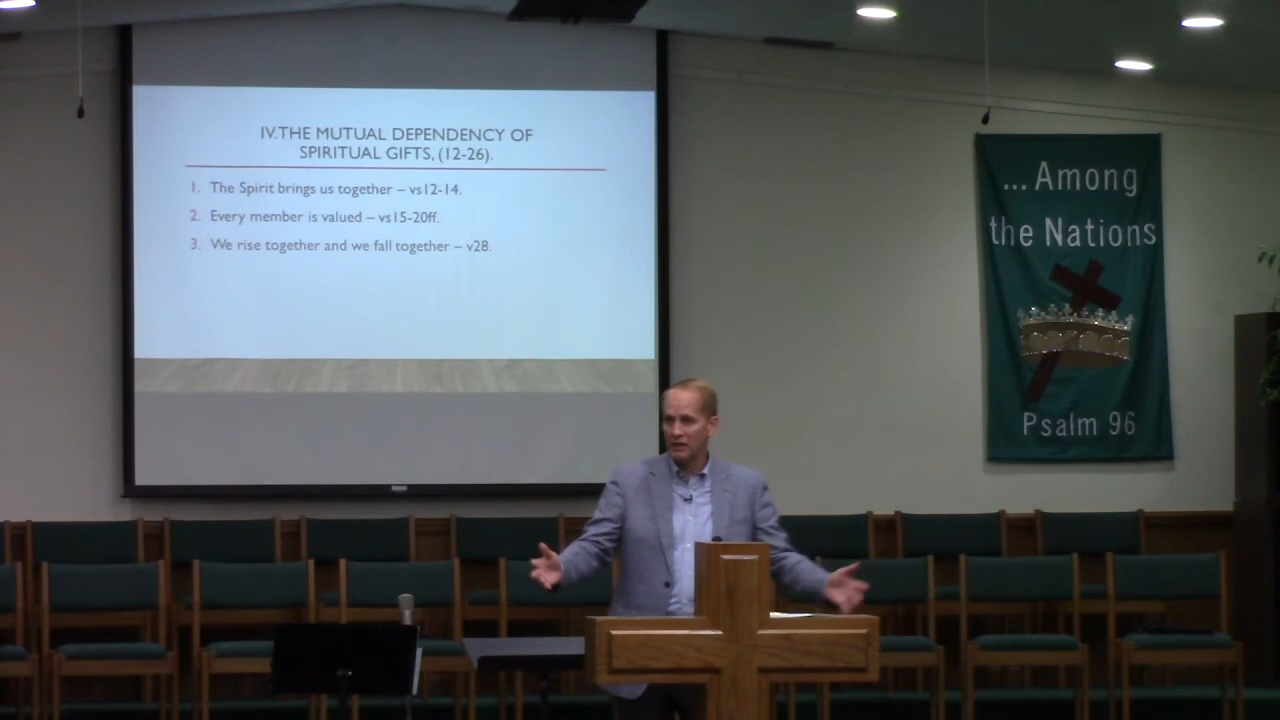 IV.THE MUTUAL DEPENDENCY OF
SPIRITUAL GIFTS, (12-26).
1. The Spirit brings us together – vs12-14.
2. Every member is valued – vs15-20ff.
3. We rise together and we fall together – v28.
...Among
the Nations
Psalm 96